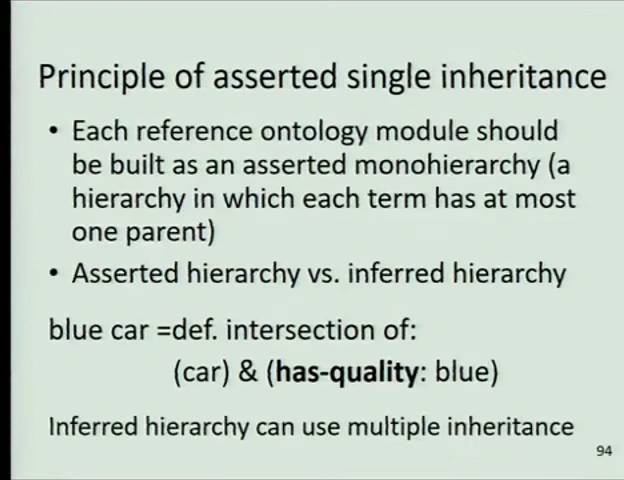 Principle of asserted single inheritance
• Each reference ontology module should
be built as an asserted monohierarchy (a
hierarchy in which each term has at most
one parent)
• Asserted hierarchy vs. inferred hierarchy
blue car =def. intersection of:
(car) & (has-quality: blue)
Inferred hierarchy can use multiple inheritance
94